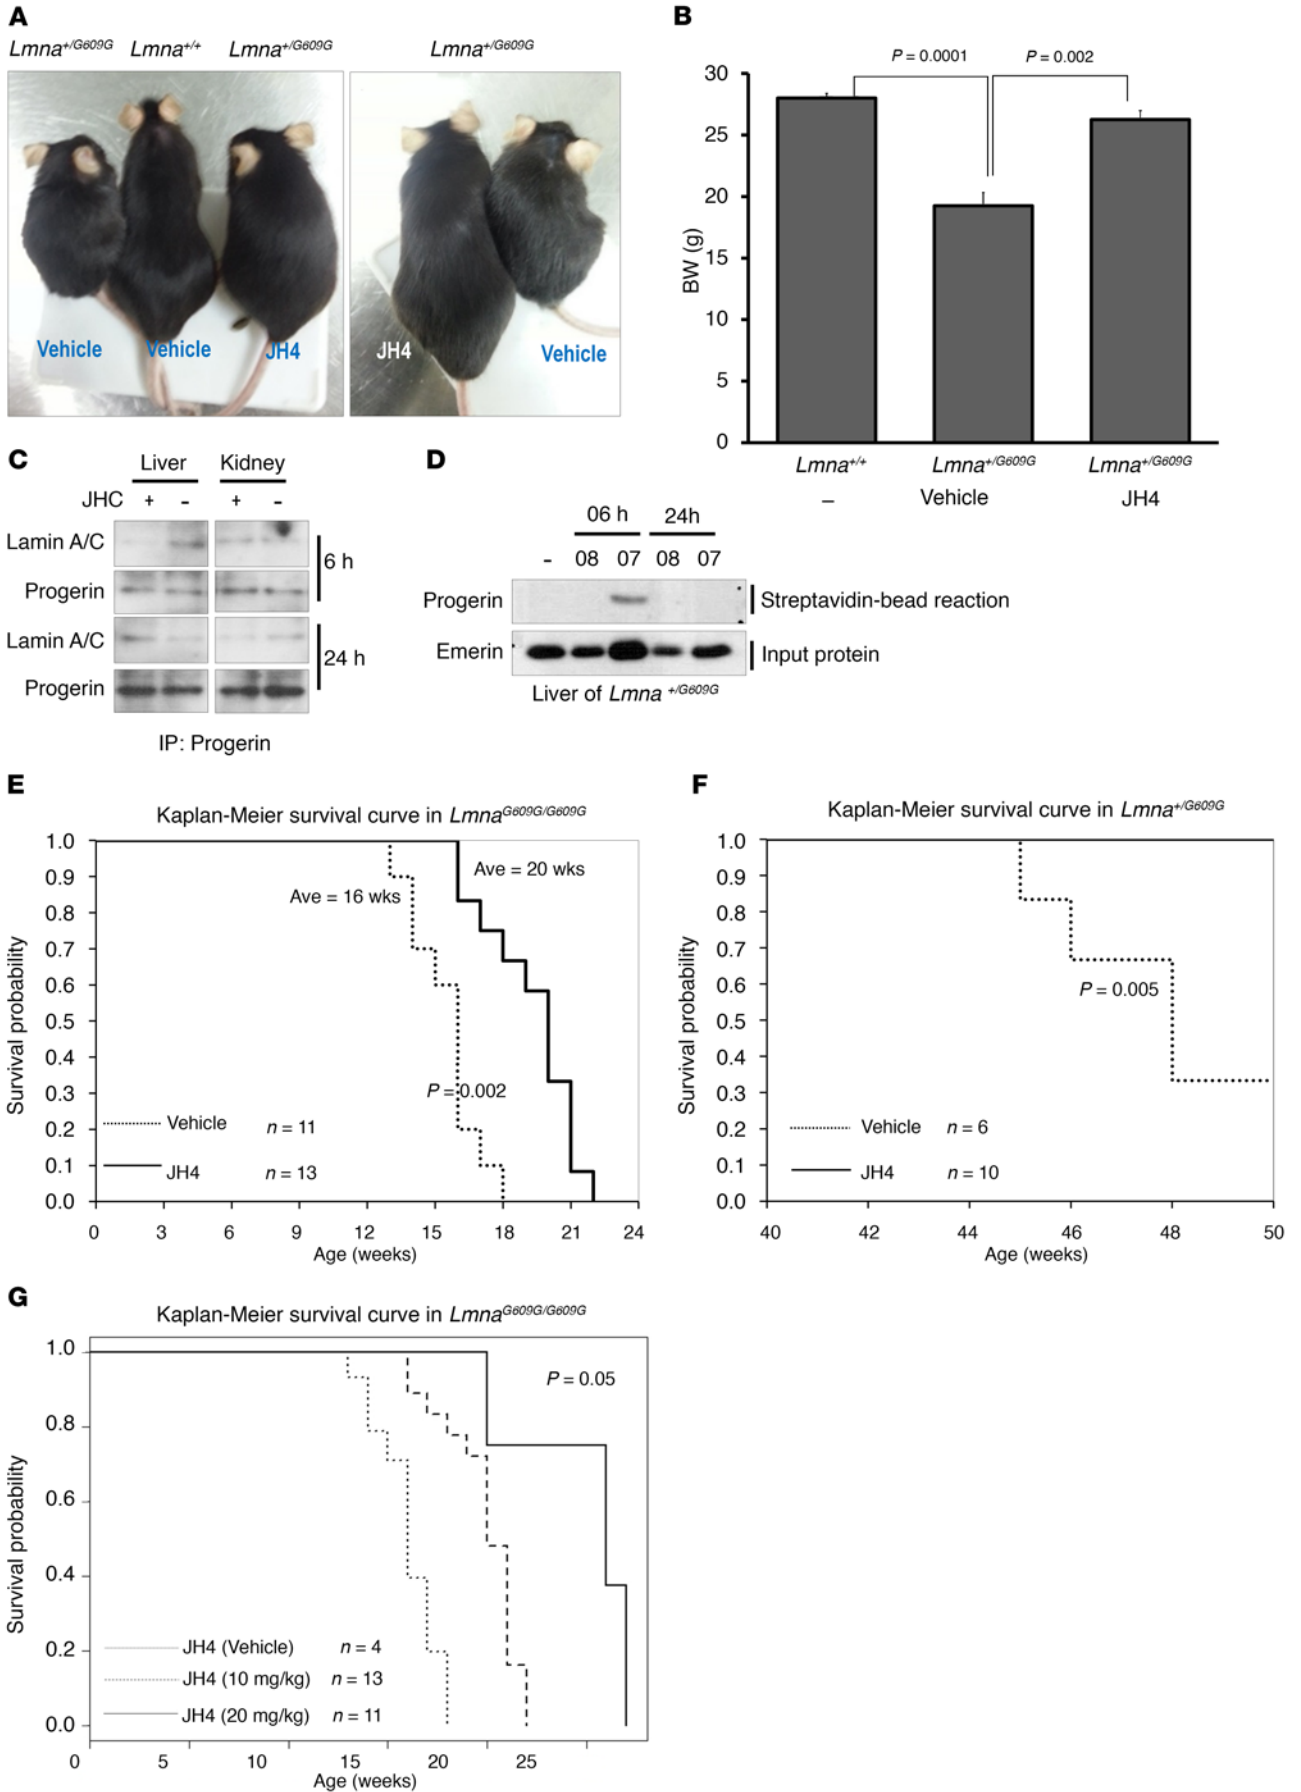 A
Lmna+/G609G Lmna+/+ Lmna+/G609G Lmna+/G609G
Vehicle Vehicle JH4 JH4 Vehicle
B
P = 0.0001 P = 0.002
30
25
20
15
10
5
0
BW (g)
Lmna+/+ Lmna+/G609G Lmna+/G609G
– Vehicle JH4
C
Liver Kidney
JHC + - + -
Lamin A/C
Progerin
6 h
Lamin A/C
Progerin
24 h
IP: Progerin
D
06 h 24h
- 08 07 08 07
Progerin Streptavidin-bead reaction
Emerin Input protein
Liver of Lmna +/G609G
E
Kaplan-Meier survival curve in LmnaG609G/G609G
1.0
0.9
0.8
0.7
0.6
0.5
0.4
0.3
0.2
0.1
0.0
Survival probability
Ave = 20 wks
Ave = 16 wks
P = 0.002
Vehicle n = 11
JH4 n = 13
0 3 6 9 12 15 18 21 24
Age (weeks)
F
Kaplan-Meier survival curve in Lmna+/G609G
1.0
0.9
0.8
0.7
0.6
0.5
0.4
0.3
0.2
0.1
0.0
Survival probability
P = 0.005
Vehicle n = 6
JH4 n = 10
40 42 44 46 48 50
Age (weeks)
G
Kaplan-Meier survival curve in LmnaG609G/G609G
1.0
0.8
0.6
0.4
0.2
0.0
Survival probability
P = 0.05
JH4 (Vehicle) n = 4
JH4 (10 mg/kg) n = 13
JH4 (20 mg/kg) n = 11
0 5 10 15 20 25
Age (weeks)